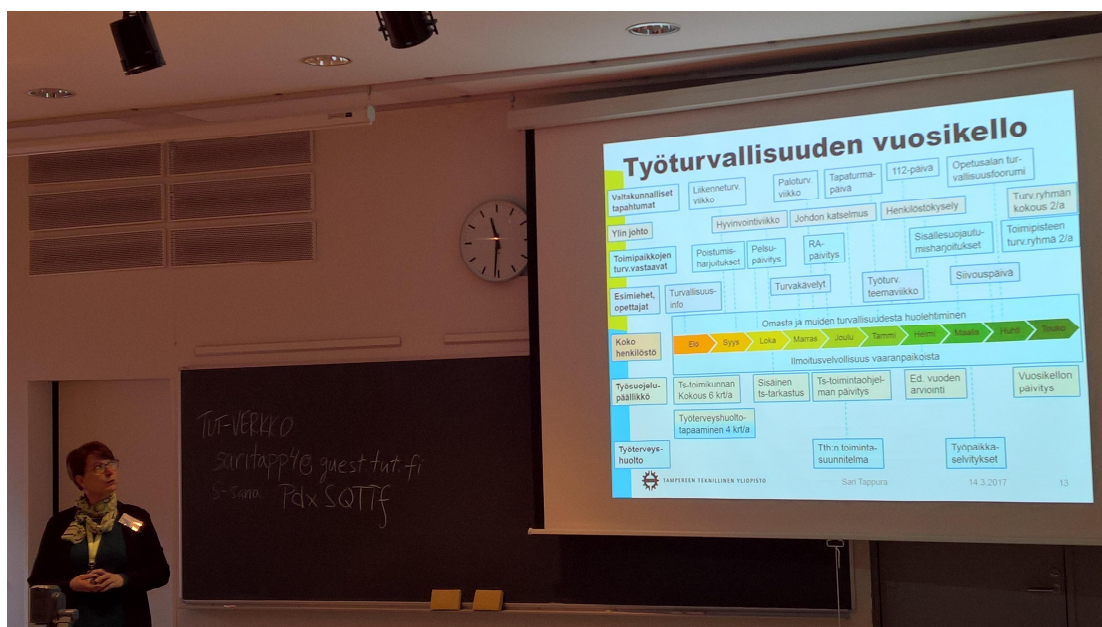 Työturvallisuuden vuosikello
Valtakunnalliset
tapahtumat
Liikenneturv.
viikko
Paloturv.
viikko
Tapaturma-
päivä
112-päivä
Opetusalan tur-
vallisuusfoorumi
Ylin johto
Hyvinvointiviikko
Johdon katselmus
Henkilöstökysely
Turv.ryhmän
kokous 2/a
Toimipaikkojen
turv.vastaavat
Poistumis-
harjoitukset
Pelsu-
päivitys
RA-
päivitys
Sisällesuojautu-
misharjoitukset
Toimipisteen
turv.ryhmä 2/a
Esimiehet,
opettajat
Turvallisuus-
info
Turvakävelyt
Työturv.
teemaviikko
Siivouspäivä
Koko
henkilöstö
Omasta ja muiden turvallisuudesta huolehtiminen
Elo
Syys
Loka
Marras
Joulu
Tammi
Helmi
Maalis
Huhti
Touko
Ilmoitusvelvollisuus vaaranpaikoista
Työsuojelu-
päällikkö
Ts-toimikunnan
Kokous 6 krt/a
Sisäinen
ts-tarkastus
Ts-toimintaohjel-
man päivitys
Ed. vuoden
arviointi
Vuosikellon
päivitys
Työterveyshuolto-
tapaaminen 4 krt/a
Työterveys-
huolto
Tth:n toiminta-
suunnitelma
Työpaikka-
selvitykset
TAMPEREEN TEKNILLINEN YLIOPISTO
Sari Tappura
14.3.2017
13
TUT-VERKKO
saritapp4@guest.tut.fi
s-sana: PdxSQTTf